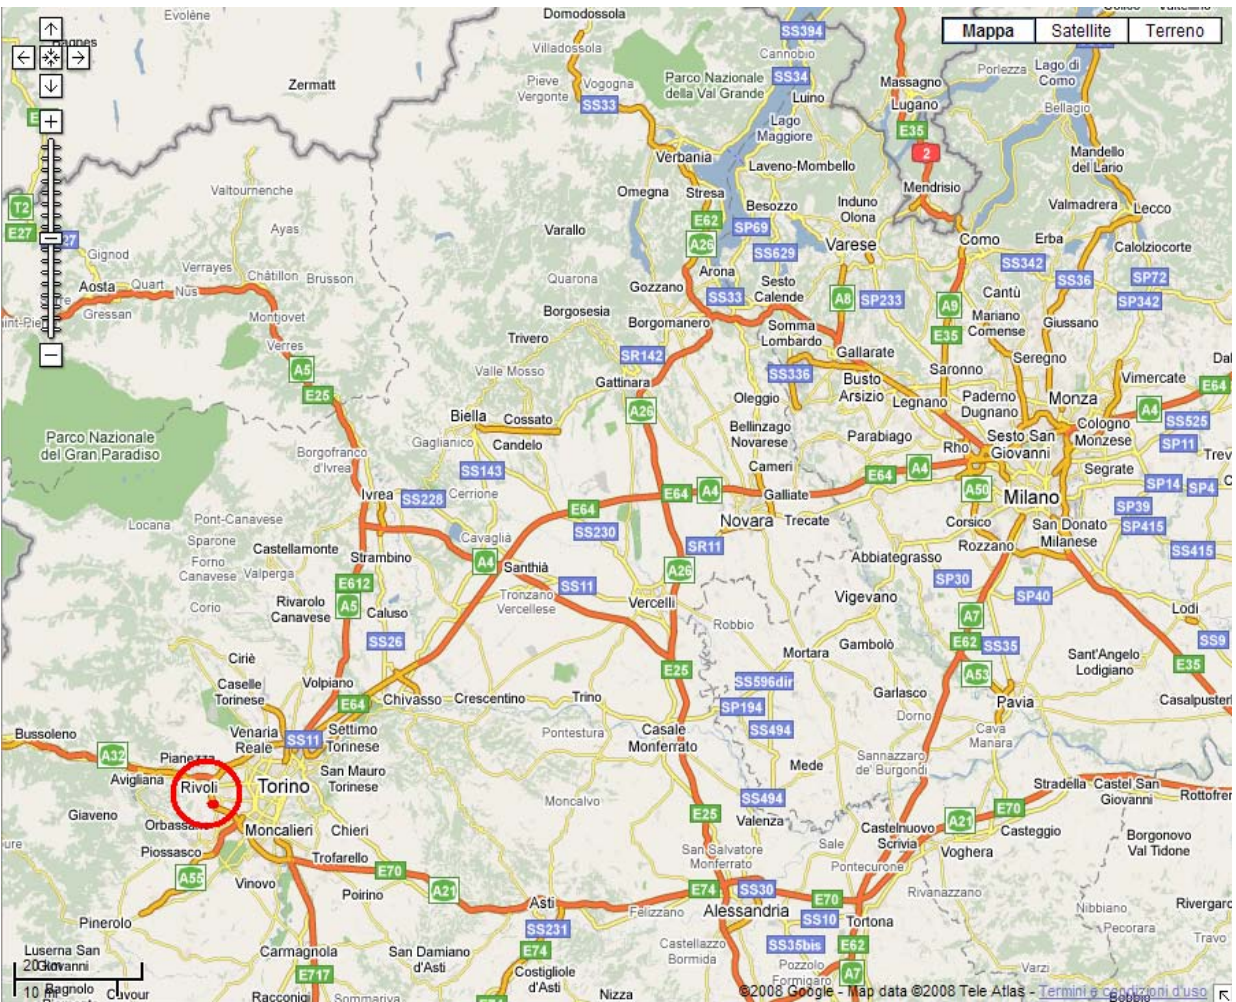 Evolène
Domodossola
SS394
Mappa
Satellite
Terreno
Villadossola
Cannobio
Zermatt
Pieve
Vergonte
Vogogna
Parco Nazionale
della Val Grande
SS34
Luino
Massagno
Lugano
Porlezza
Lago di
Como
SS33
Lago
Maggiore
E35
Bellagio
2
Verbania
Laveno-Mombello
Mandello
del Lario
Valtournenche
Omegna
Stresa
Besozzo
Induno
Olona
Mendrisio
Valmadrera
Lecco
T2
E27
E62
SP69
Ayas
Varallo
A26
SS629
Varese
Como
Erba
Calolziocorte
Gignod
SS342
Verrayes
Châtillon
Brusson
Quarona
Gozzano
Arona
Sesto
Calende
SS36
SP72
Aosta
Quart
Nus
SS33
A8
SP233
A9
Cantù
SP342
Gressan
Montjovet
Borgosesia
Borgomanero
Somma
Lombardo
E35
Mariano
Comense
Giussano
Verres
Trivero
SR142
Gallarate
Seregno
A5
Valle Mosso
Gattinara
SS336
Busto
Arsizio
Saronno
Vimercate
E64
E25
Biella
Cossato
A26
Oleggio
Legnano
Paderno
Dugnano
Monza
A4
SS525
Parco Nazionale
del Gran Paradiso
Gaglianico
Candelo
Bellinzago
Novarese
Parabiago
Rho
Sesto San
Giovanni
Cologno
Monzese
SP11
Borgofranco
d'Ivrea
SS143
Cameri
E64
A4
Segrate
Ivrea
SS228
Cerrione
E64
A4
Galliate
A50
Milano
SP14
SP4
Locana
Pont-Canavese
E64
Novara
Trecate
Corsico
San Donato
Milanese
SP39
SP415
Sparone
Castellamonte
Strambino
Cavaglià
SS230
SR11
Abbiategrasso
Rozzano
SS415
Forno
Canavese
Valperga
A4
Santhià
A26
SP30
E612
SS11
Corio
Rivarolo
Canavese
A5
Caluso
Tronzano
Vercellese
Vercelli
Vigevano
SP40
Lodi
Robbio
A7
SS26
Mortara
Gambolò
E62
SS35
SS9
Ciriè
E25
Sant'Angelo
Lodigiano
E35
Caselle
Torinese
Volpiano
SS596dir
A53
Chivasso
Crescentino
Trino
SP194
Garlasco
Pavia
E64
Bussoleno
Venaria
Reale
SS11
Settimo
Torinese
Pontestura
Casale
Monferrato
SS494
Dorno
Cava
Manara
A32
Sannazzaro
de' Burgondi
Avigliana
Rivoli
Torino
San Mauro
Torinese
Mede
Stradella
Castel San
Giovanni
Giaveno
Moncalvo
SS494
E25
Valenza
A21
E70
Moncalieri
Chieri
Castelnuovo
Scrivia
Casteggio
Borgonovo
Val Tidone
Piossasco
Trofarello
San Salvatore
Monferrato
Sale
Voghera
A55
Vinovo
E70
A21
Pontecurone
Poirino
Asti
E74
SS30
E70
Rivanazzano
Pinerolo
Felizzano
Alessandria
SS10
Tortona
Nibbiano
SS231
Pecorara
Luserna San
Giovanni
Carmagnola
San Damiano
d'Asti
E74
Castellazzo
Bormida
SS35bis
E62
Travo
20 km
E717
Costigliole
d'Asti
Pozzolo
Formigaro
A7
Varzi
10 mi
Bagnolo
Cavour
Racconigi
Sommariva
Nizza
©2008 Google - Map data ©2008 Tele Atlas - Termini e condizioni d'uso